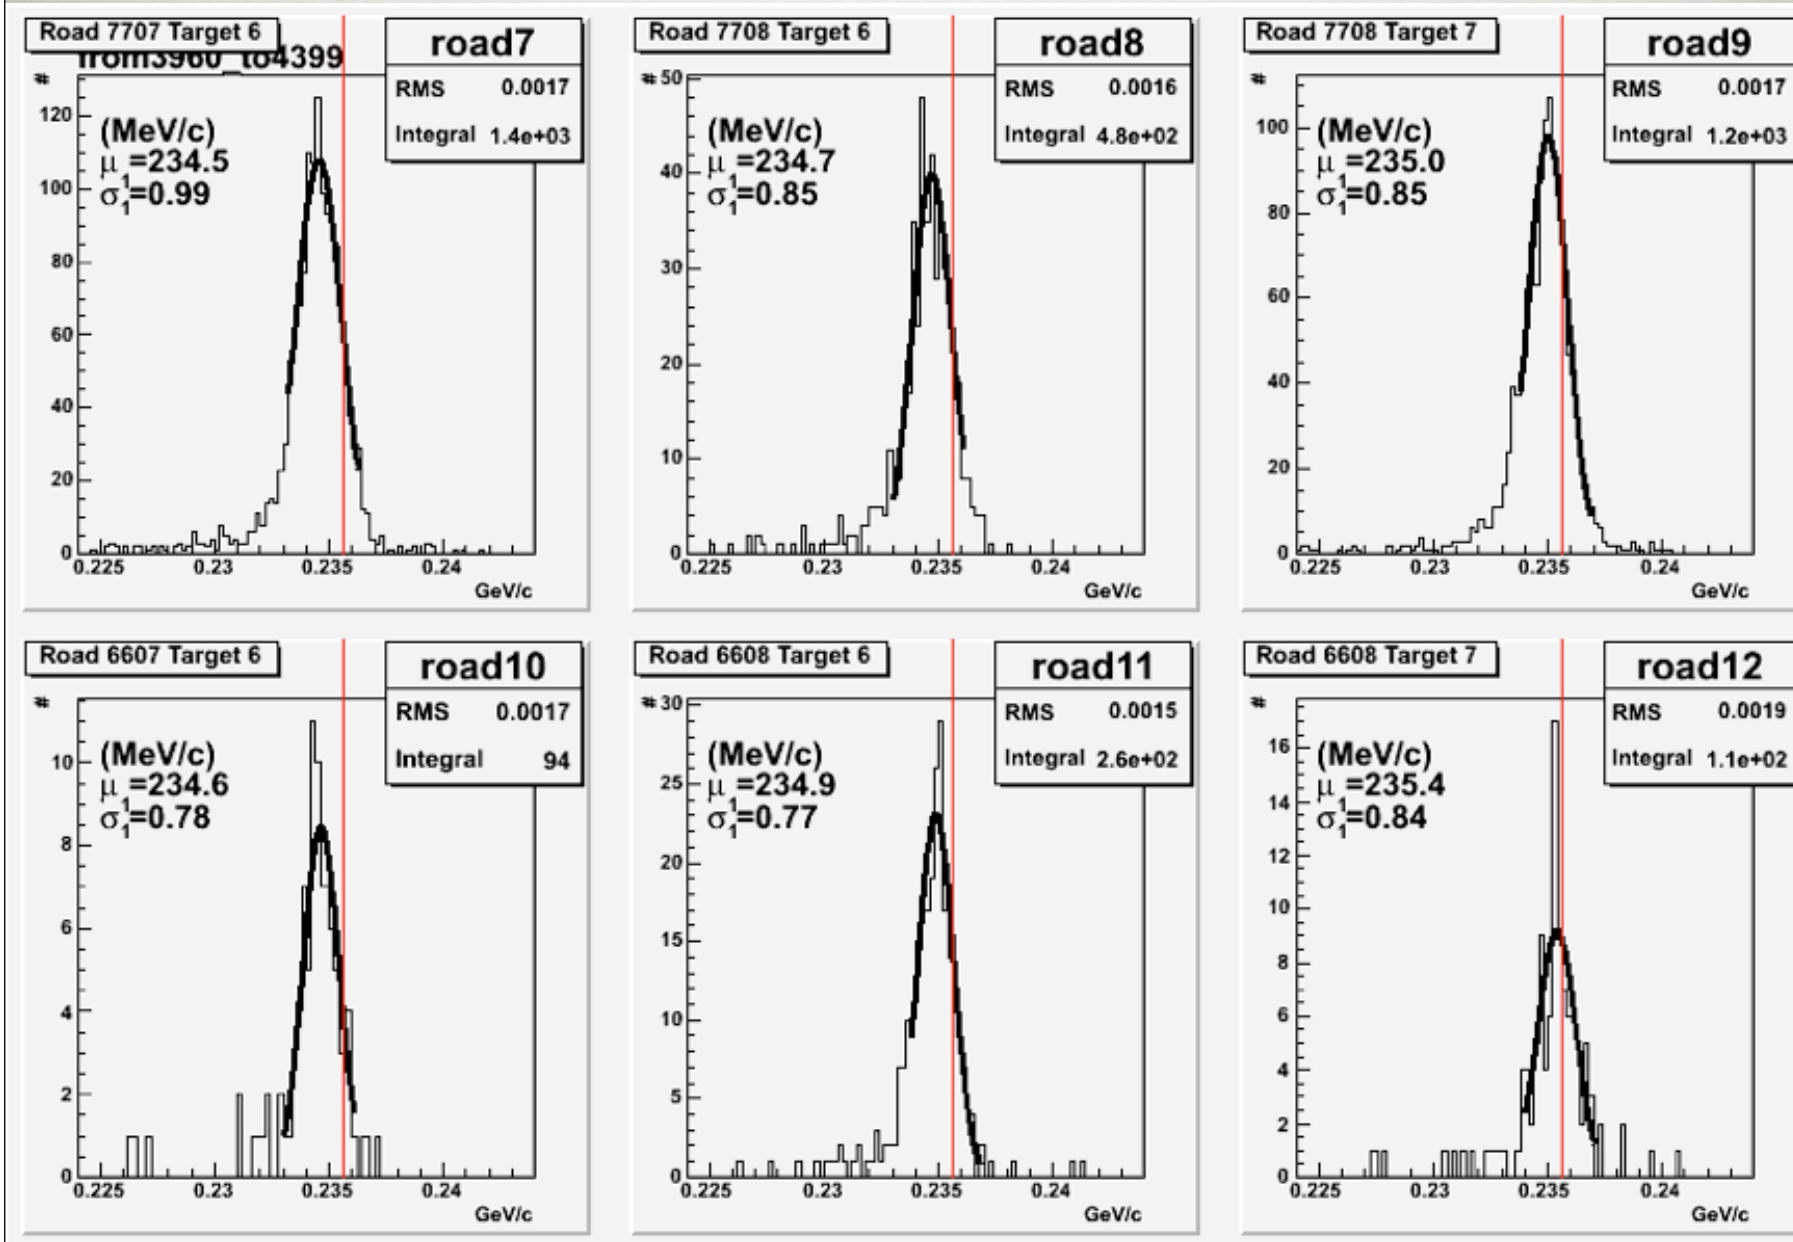 Road 7707 Target 6
from3960_to4399
road7
RMS 0.0017
Integral 1.4e+03
#
(MeV/c)
μ =234.5
σ11=0.99
120
100
80
60
40
20
0
0.225 0.23 0.235 0.24
GeV/c
Road 7708 Target 6
road8
RMS 0.0016
Integral 4.8e+02
#
(MeV/c)
μ =234.7
σ11=0.85
50
40
30
20
10
0
0.225 0.23 0.235 0.24
GeV/c
Road 7708 Target 7
road9
RMS 0.0017
Integral 1.2e+03
#
(MeV/c)
μ =235.0
σ11=0.85
100
80
60
40
20
0
0.225 0.23 0.235 0.24
GeV/c
Road 6607 Target 6
road10
RMS 0.0017
Integral 94
#
(MeV/c)
μ =234.6
σ11=0.78
10
8
6
4
2
0
0.225 0.23 0.235 0.24
GeV/c
Road 6608 Target 6
road11
RMS 0.0015
Integral 2.6e+02
#
(MeV/c)
μ =234.9
σ11=0.77
30
25
20
15
10
5
0
0.225 0.23 0.235 0.24
GeV/c
Road 6608 Target 7
road12
RMS 0.0019
Integral 1.1e+02
#
(MeV/c)
μ =235.4
σ11=0.84
16
14
12
10
8
6
4
2
0
0.225 0.23 0.235 0.24
GeV/c